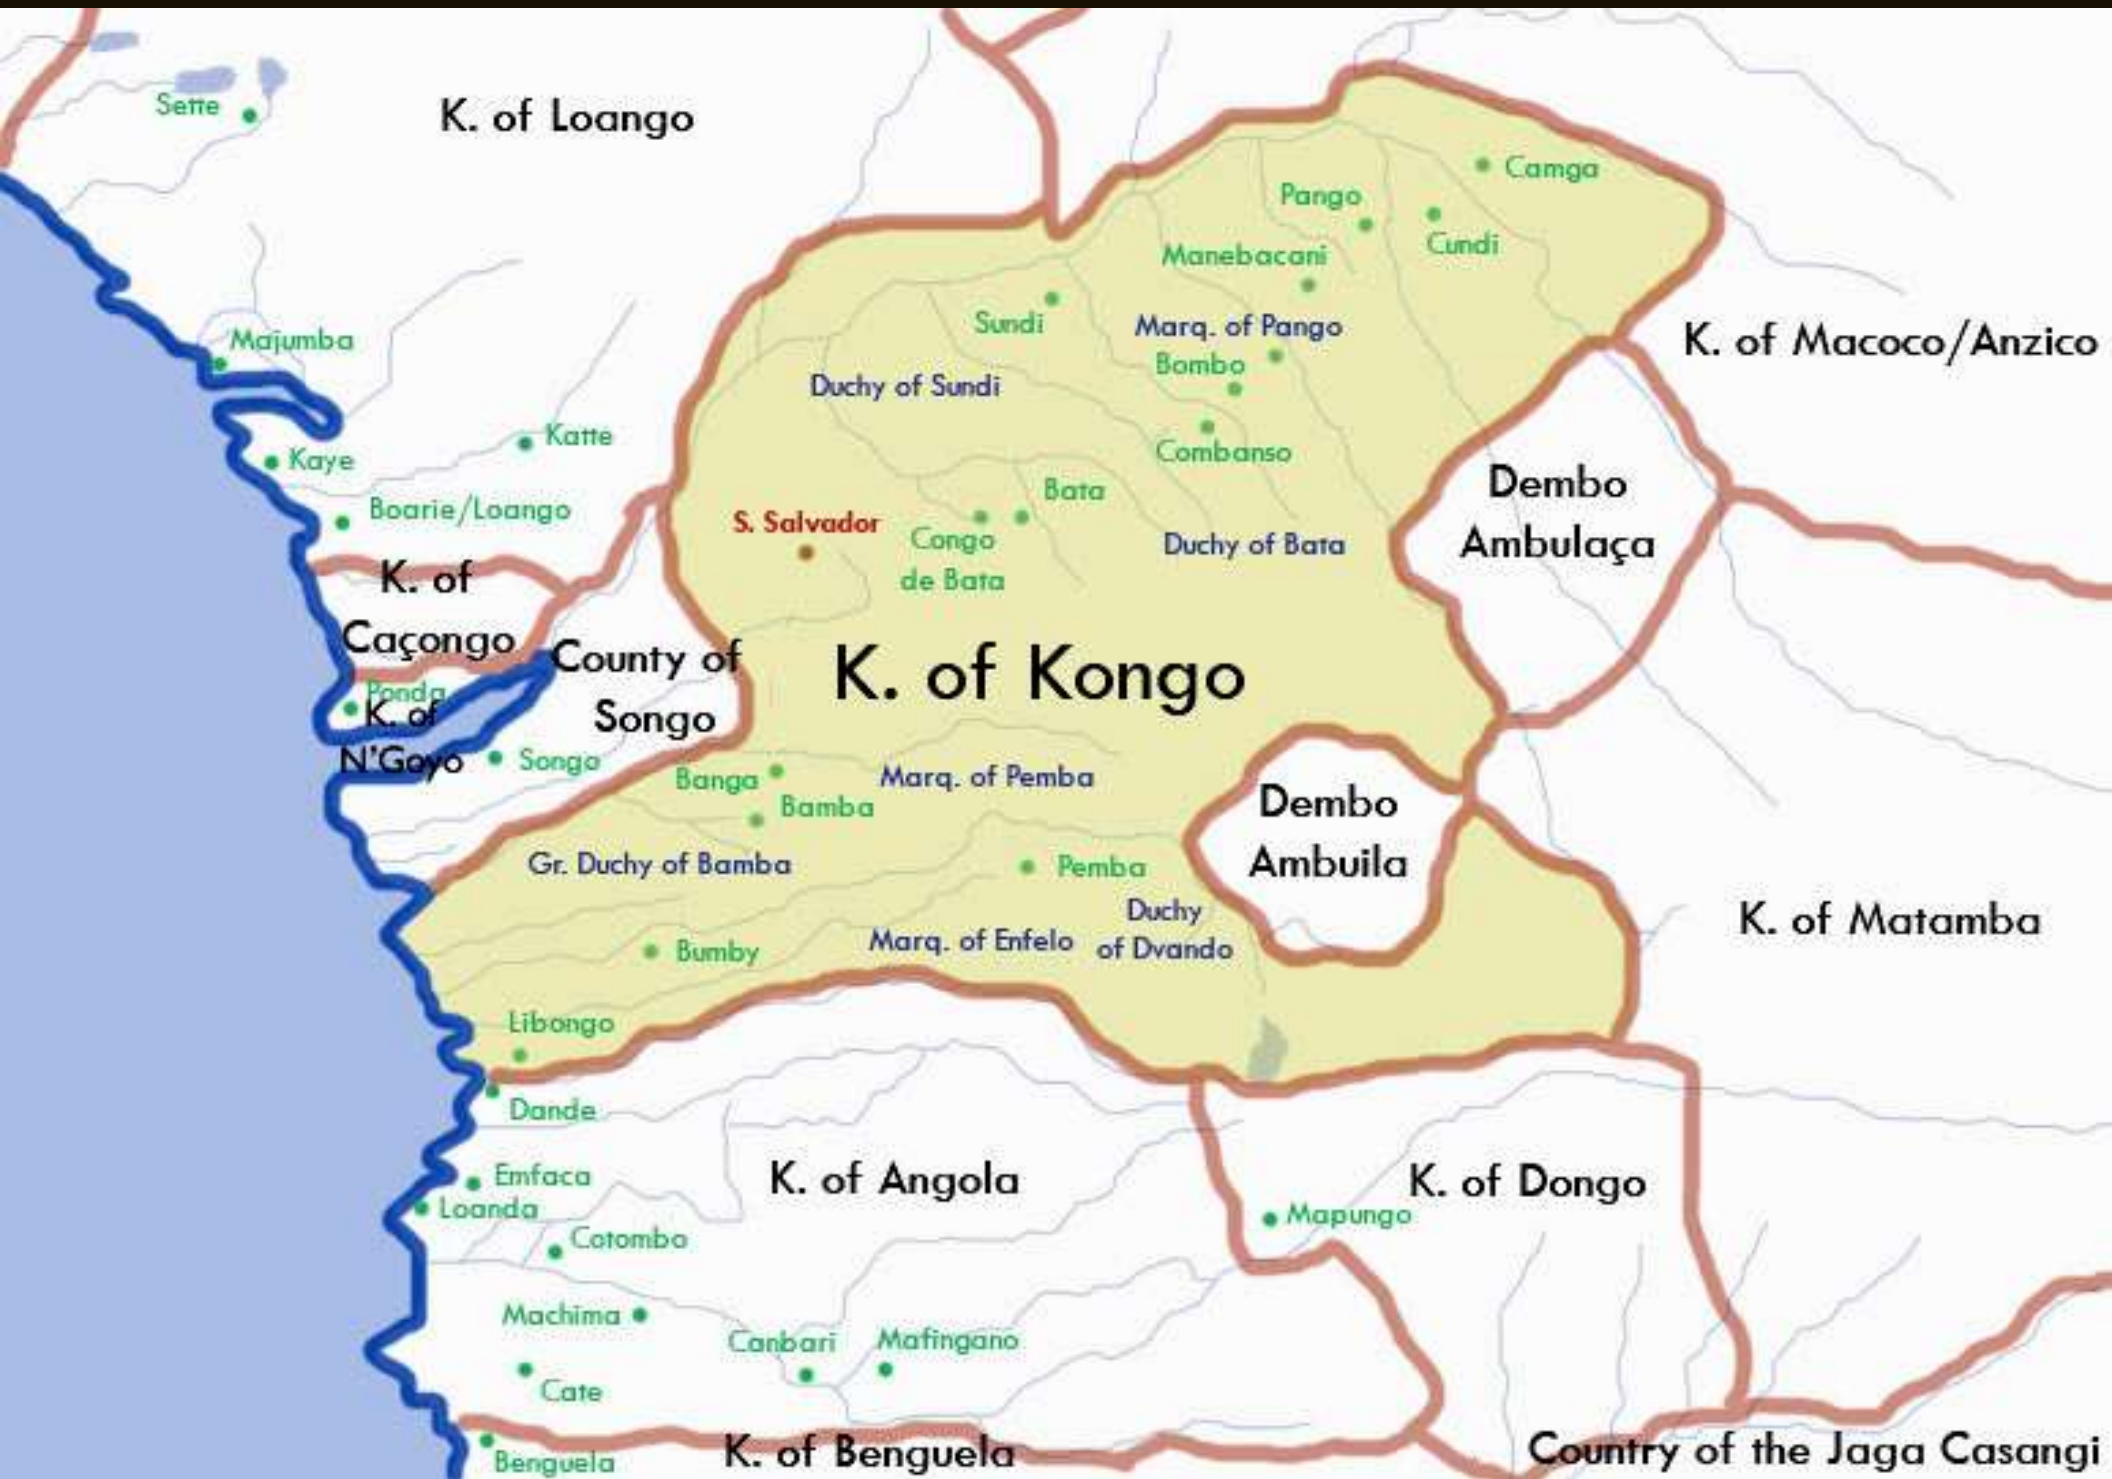 Sette
K. of Loango
Camga
Pango
Cundi
Manebacani
Sundi
Marq. of Pango
Majumba
K. of Macoco/Anzico
Bombo
Duchy of Sundi
Katte
Kaye
Combanso
Boarie/Loango
Bata
Dembo
Ambulaça
S. Salvador
Congo
de Bata
Duchy of Bata
K. of
Caçongo
County of
Songo
K. of Kongo
Ponda
K. of
N'Goyo
Songo
Banga
Marq. of Pemba
Bamba
Dembo
Ambuila
Gr. Duchy of Bamba
Pemba
Duchy
of Dvando
Marq. of Enfelo
K. of Matamba
Bumby
Libongo
Dande
Emfaca
Loanda
K. of Angola
K. of Dongo
Mapungo
Cotombo
Machima
Canbari
Mafingano
Cate
K. of Benguela
Benguela
Country of the Jaga Casangi